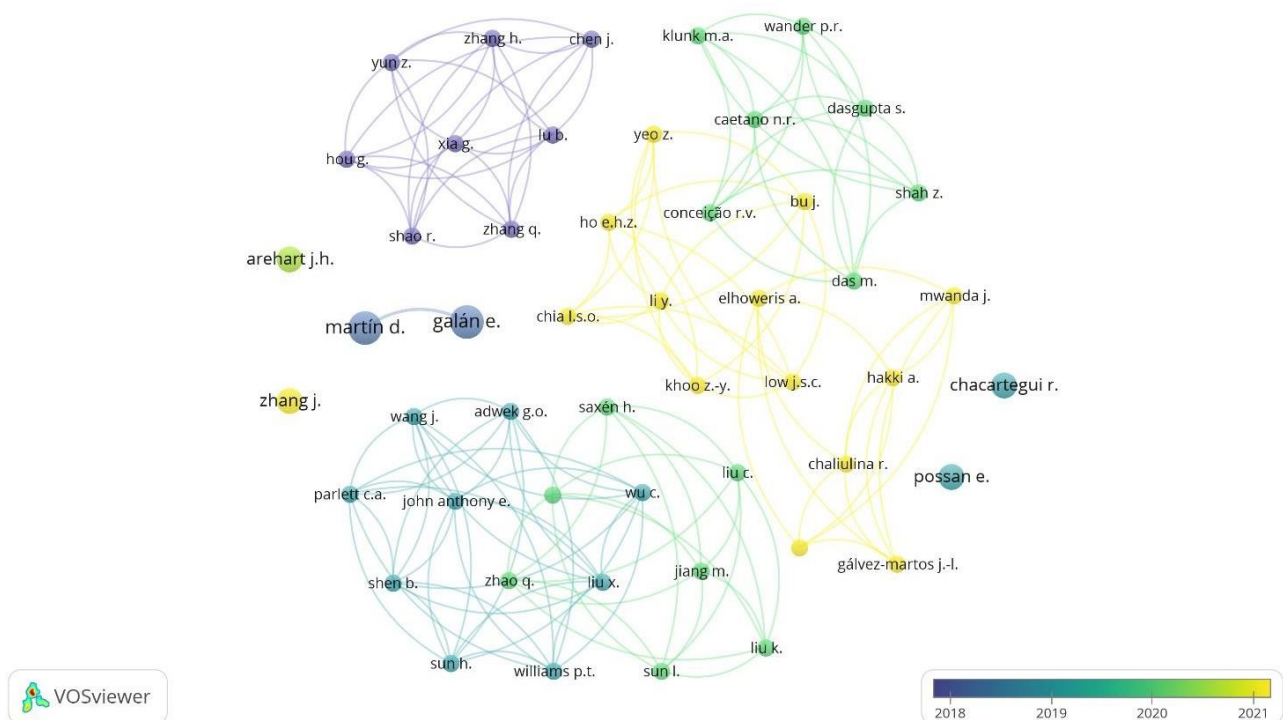 wander p.r.
klunk m.a.
zhang h.
chen j.
yun z.
dasgupta s.
caetano n.r.
yeo z.
lu b.
xia g.
hou g.
shah z.
bu j.
conceição r.v.
ho e.h.z.
zhang q.
shao r.
arehart j.h.
das m.
mwanda j.
elhoweris a.
li y.
chia l.s.o.
galán e.
martín d.
hakki a.
low j.s.c.
khoo z.-y.
chacartegui r.
zhang j.
saxén h.
adwek g.o.
wang j.
chaliulina r.
liu c.
possan e.
wu c.
parlett c.a.
john anthony e.
gálvez-martos j.-l.
jiang m.
zhao q.
liu x.
shen b.
liu k.
sun h.
williams p.t.
sun l.
VOSviewer
2018
2019
2020
2021